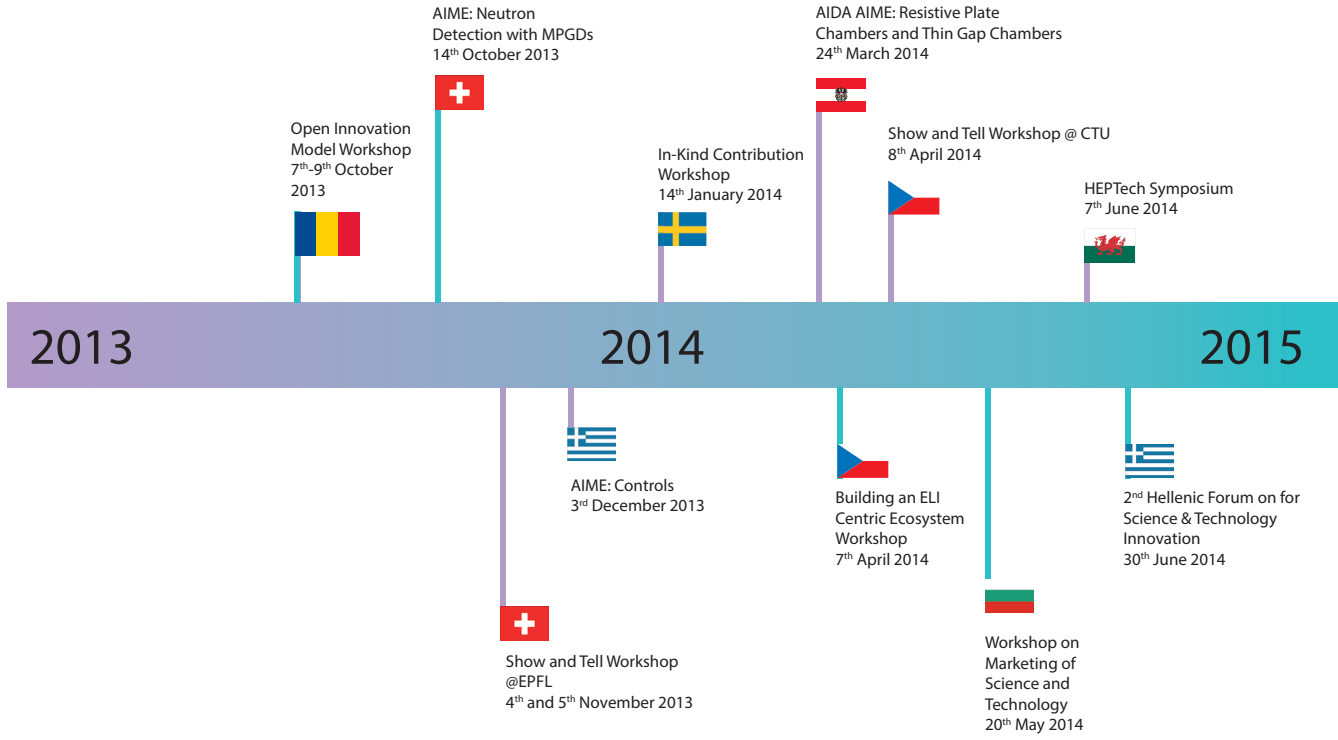 AIME: Neutron
Detection with MPGDs
14th October 2013
AIDA AIME: Resistive Plate
Chambers and Thin Gap Chambers
24th March 2014
Open Innovation
Model Workshop
7th-9th October
2013
In-Kind Contribution
Workshop
14th January 2014
Show and Tell Workshop @ CTU
8th April 2014
HEPTech Symposium
7th June 2014
2013
2014
2015
AIME: Controls
3rd December 2013
Building an ELI
Centric Ecosystem
Workshop
7th April 2014
2nd Hellenic Forum on for
Science & Technology
Innovation
30th June 2014
Show and Tell Workshop
@EPFL
4th and 5th November 2013
Workshop on
Marketing of
Science and
Technology
20th May 2014